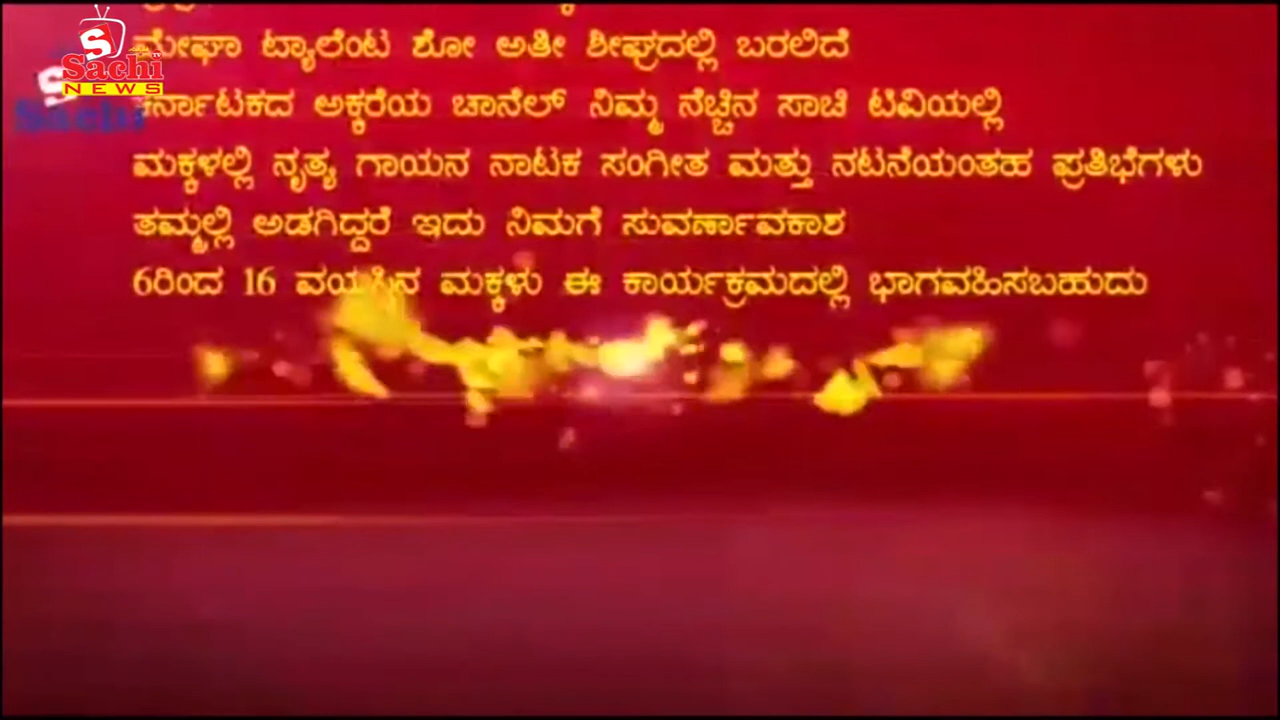 Sachi
NEWS
ಮೇಘಾ ಟ್ಯಾಲೆಂಟ ಶೋ ಅತೀ ಶೀಘ್ರದಲ್ಲಿ ಬರಲಿದೆ
ಕರ್ನಾಟಕದ ಅಕ್ಕರೆಯ ಚಾನೆಲ್ ನಿಮ್ಮ ನೆಚ್ಚಿನ ಸಾಚಿ ಟಿವಿಯಲ್ಲಿ
ಮಕ್ಕಳಲ್ಲಿ ನೃತ್ಯ ಗಾಯನ ನಾಟಕ ಸಂಗೀತ ಮತ್ತು ನಟನೆಯಂತಹ ಪ್ರತಿಭೆಗಳು
ತಮ್ಮಲ್ಲಿ ಅಡಗಿದ್ದರೆ ಇದು ನಿಮಗೆ ಸುವರ್ಣಾವಕಾಶ
6ರಿಂದ 16 ವಯಸ್ಸಿನ ಮಕ್ಕಳು ಈ ಕಾರ್ಯಕ್ರಮದಲ್ಲಿ ಭಾಗವಹಿಸಬಹುದು